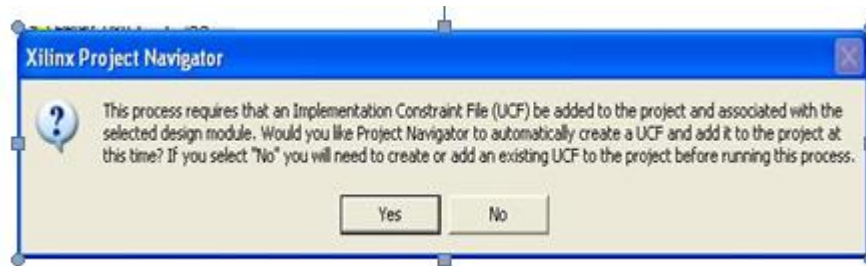 Xilinx Project Navigator
This process requires that an Implementation Constraint File (UCF) be added to the project and associated with the
selected design module. Would you like Project Navigator to automatically create a UCF and add it to the project at
this time? If you select "No" you will need to create or add an existing UCF to the project before running this process.
Yes
No